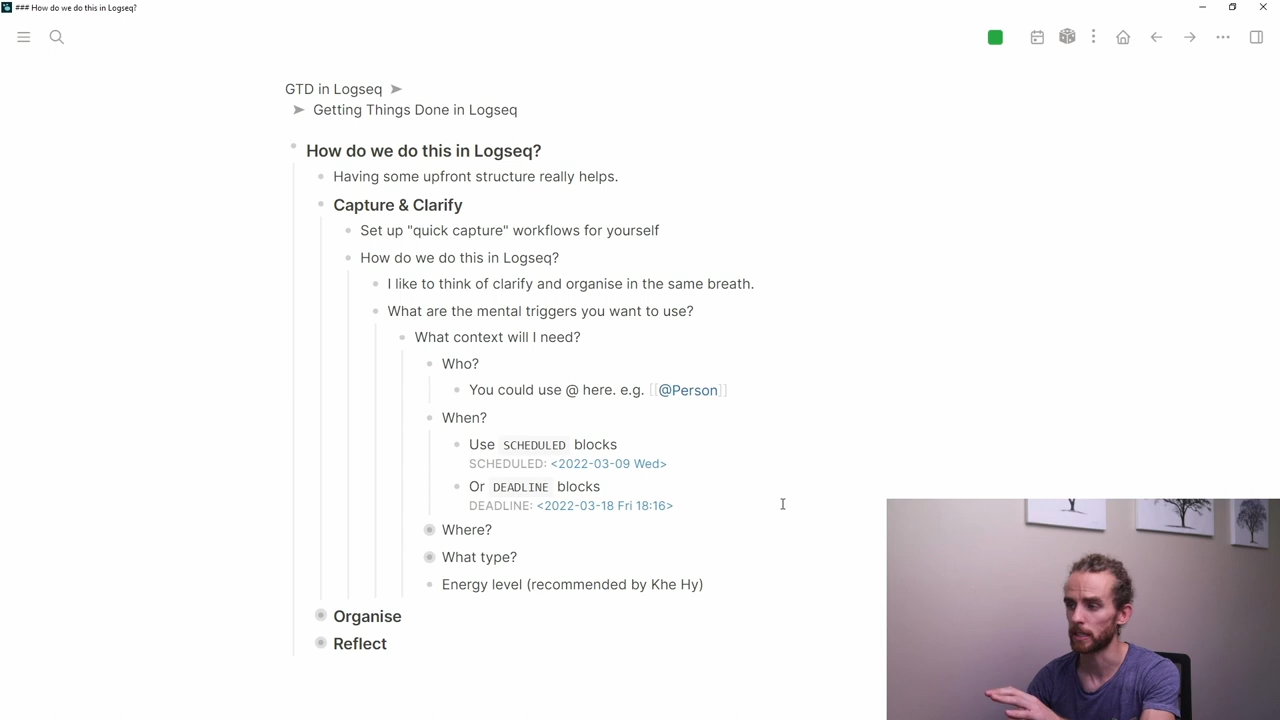 ### How do we do this in Logseq?
GTD in Logseq ➤
➤ Getting Things Done in Logseq
How do we do this in Logseq?
Having some upfront structure really helps.
Capture & Clarify
Set up "quick capture" workflows for yourself
How do we do this in Logseq?
I like to think of clarify and organise in the same breath.
What are the mental triggers you want to use?
What context will I need?
Who?
You could use @ here. e.g. [[@Person]]
When?
Use SCHEDULED blocks
SCHEDULED: <2022-03-09 Wed>
Or DEADLINE blocks
DEADLINE: <2022-03-18 Fri 18:16>
Where?
What type?
Energy level (recommended by Khe Hy)
Organise
Reflect